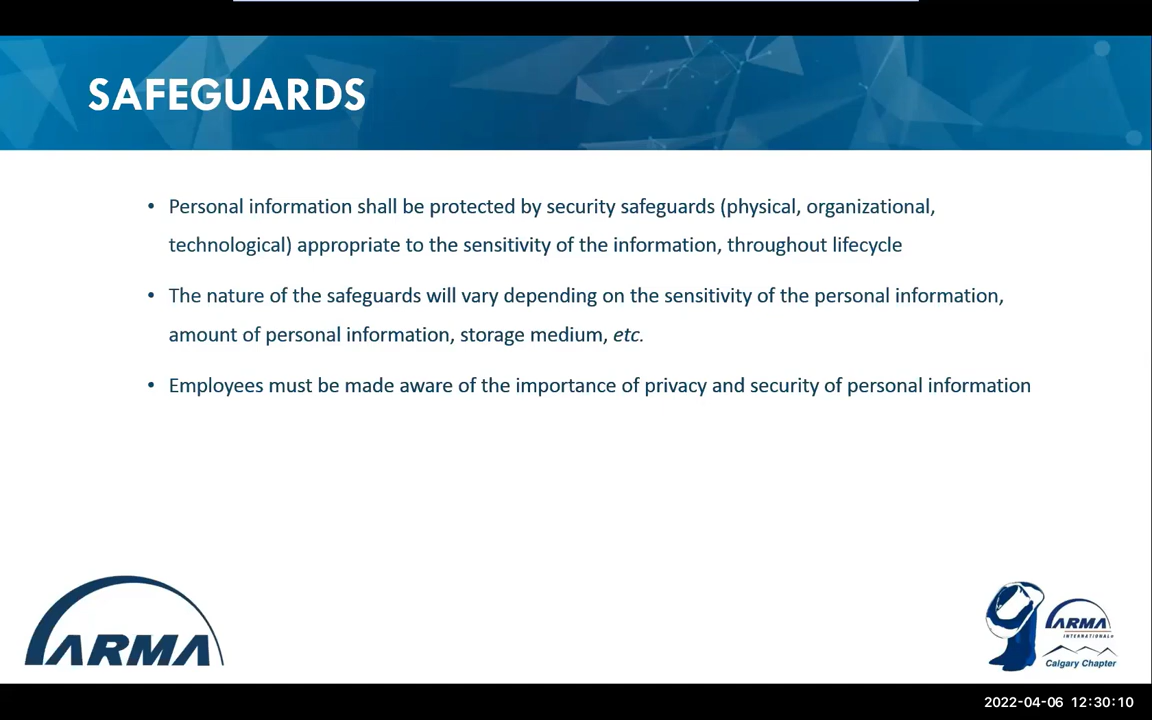 SAFEGUARDS
• Personal information shall be protected by security safeguards (physical, organizational,
technological) appropriate to the sensitivity of the information, throughout lifecycle
• The nature of the safeguards will vary depending on the sensitivity of the personal information,
amount of personal information, storage medium, etc.
• Employees must be made aware of the importance of privacy and security of personal information
ARMA
ARMA
INTERNATIONAL®
Calgary Chapter
2022-04-06 12:30:10